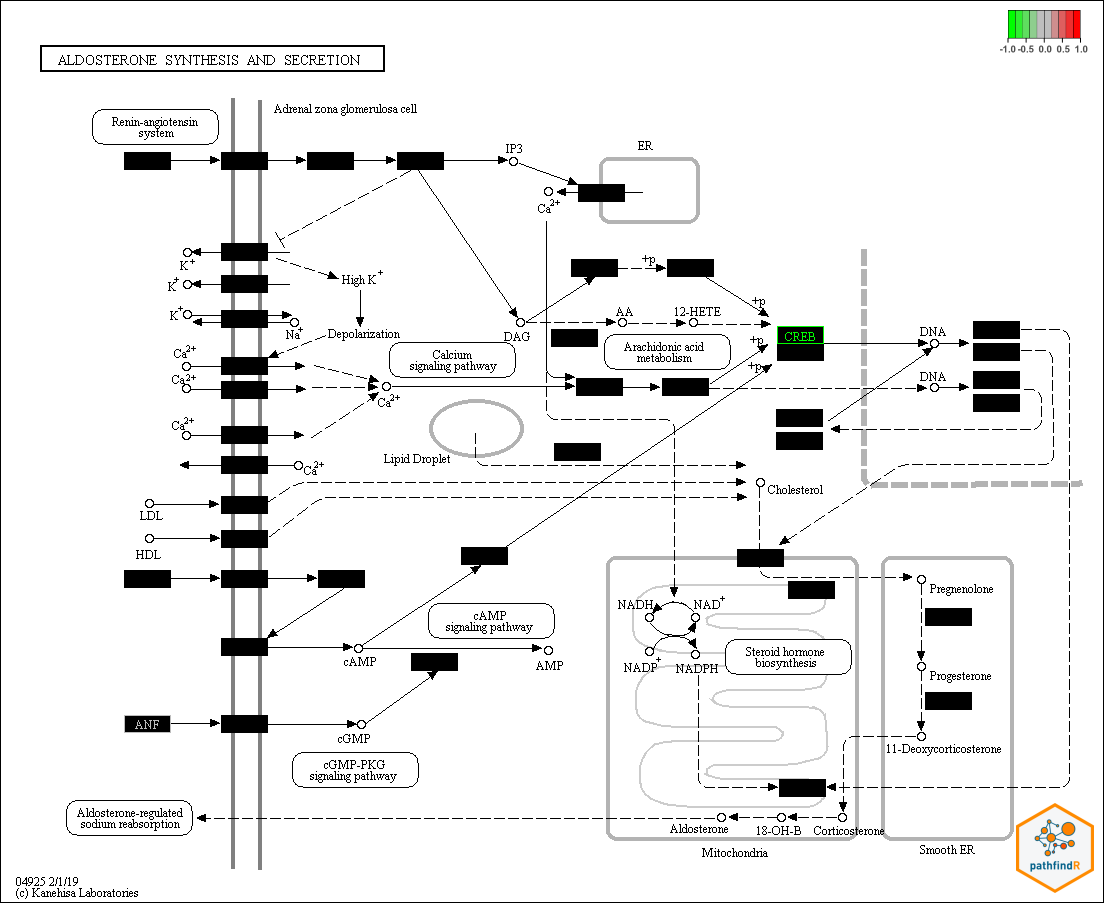 -1.0 -0.5 0.0 0.5 1.0
ALDOSTERONE SYNTHESIS AND SECRETION
Adrenal zona glomerulosa cell
Renin-angiotensin
system
IP3
ER
Ca2+
K+
High K+
K+
+p
+p
K+
Na+
Depolarization
DAG
AA
12-HETE
CREB
DNA
Ca2+
Calcium
signaling pathway
Arachidonic acid
metabolism
+p
+p
Ca2+
Ca2+
DNA
Ca2+
Lipid Droplet
Ca2+
Cholesterol
LDL
HDL
Pregnenolone
NADH
NAD+
cAMP
signaling pathway
cAMP
AMP
NADP+
NADPH
Steroid hormone
biosynthesis
Progesterone
ANF
cGMP
11-Deoxycorticosterone
cGMP-PKG
signaling pathway
Aldosterone-regulated
sodium reabsorption
Aldosterone
18-OH-B
Corticosterone
Mitochondria
Smooth ER
pathfindR
04925 2/1/19
(c) Kanehisa Laboratories